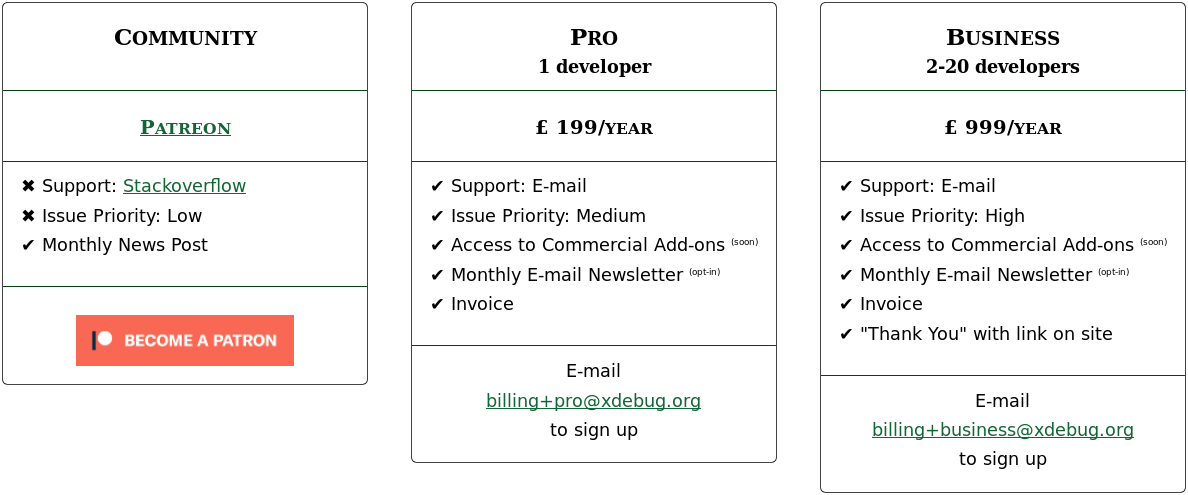 COMMUNITY
PATREON
✖ Support: Stackoverflow
✖ Issue Priority: Low
✔ Monthly News Post
BECOME A PATRON
PRO
1 developer
£ 199/YEAR
✔ Support: E-mail
✔ Issue Priority: Medium
✔ Access to Commercial Add-ons (soon)
✔ Monthly E-mail Newsletter (opt-in)
✔ Invoice
E-mail
billing+pro@xdebug.org
to sign up
BUSINESS
2-20 developers
£ 999/YEAR
✔ Support: E-mail
✔ Issue Priority: High
✔ Access to Commercial Add-ons (soon)
✔ Monthly E-mail Newsletter (opt-in)
✔ Invoice
✔ "Thank You" with link on site
E-mail
billing+business@xdebug.org
to sign up